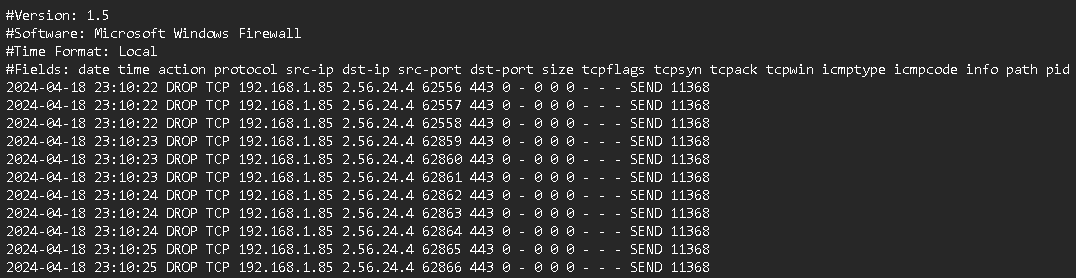 #Version: 1.5
#Software: Microsoft Windows Firewall
#Time Format: Local
#Fields: date time action protocol src-ip dst-ip src-port dst-port size tcpflags tcpsyn tcpack tcpwin icmptype icmpcode info path pid
2024-04-18 23:10:22 DROP TCP 192.168.1.85 2.56.24.4 62556 443 0 - 0 0 0 - - - SEND 11368
2024-04-18 23:10:22 DROP TCP 192.168.1.85 2.56.24.4 62557 443 0 - 0 0 0 - - - SEND 11368
2024-04-18 23:10:22 DROP TCP 192.168.1.85 2.56.24.4 62558 443 0 - 0 0 0 - - - SEND 11368
2024-04-18 23:10:23 DROP TCP 192.168.1.85 2.56.24.4 62859 443 0 - 0 0 0 - - - SEND 11368
2024-04-18 23:10:23 DROP TCP 192.168.1.85 2.56.24.4 62860 443 0 - 0 0 0 - - - SEND 11368
2024-04-18 23:10:23 DROP TCP 192.168.1.85 2.56.24.4 62861 443 0 - 0 0 0 - - - SEND 11368
2024-04-18 23:10:24 DROP TCP 192.168.1.85 2.56.24.4 62862 443 0 - 0 0 0 - - - SEND 11368
2024-04-18 23:10:24 DROP TCP 192.168.1.85 2.56.24.4 62863 443 0 - 0 0 0 - - - SEND 11368
2024-04-18 23:10:24 DROP TCP 192.168.1.85 2.56.24.4 62864 443 0 - 0 0 0 - - - SEND 11368
2024-04-18 23:10:25 DROP TCP 192.168.1.85 2.56.24.4 62865 443 0 - 0 0 0 - - - SEND 11368
2024-04-18 23:10:25 DROP TCP 192.168.1.85 2.56.24.4 62866 443 0 - 0 0 0 - - - SEND 11368